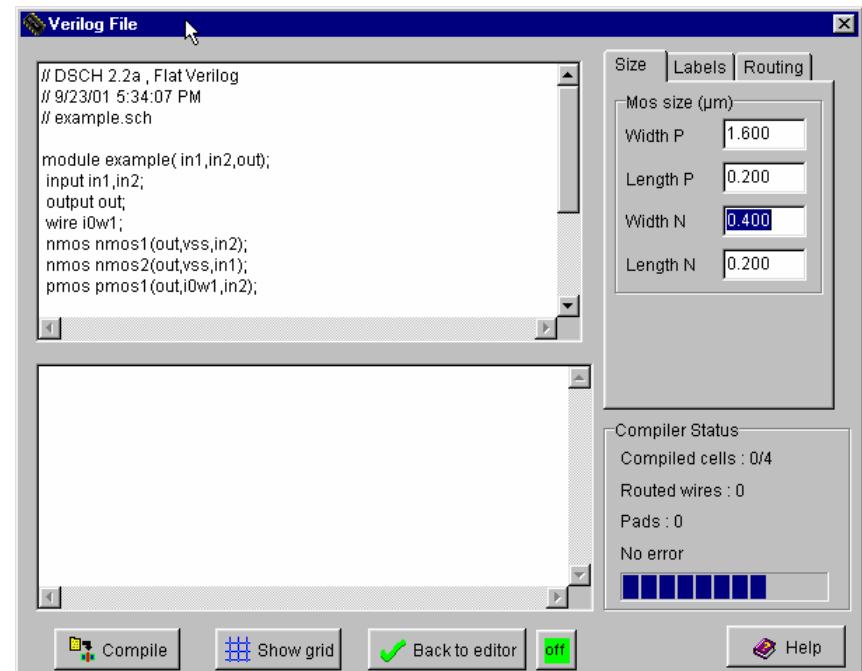 Verilog File
// DSCH 2.2a , Flat Verilog
// 9/23/01 5:34:07 PM
// example.sch
module example( in1,in2,out);
input in1,in2;
output out;
wire i0w1;
nmos nmos1(out,vss,in2);
nmos nmos2(out,vss,in1);
pmos pmos1(out,i0w1,in2);
Size Labels Routing
Mos size (µm)
Width P 1.600
Length P 0.200
Width N 0.400
Length N 0.200
Compiler Status
Compiled cells : 0/4
Routed wires : 0
Pads : 0
No error
Compile Show grid Back to editor off Help